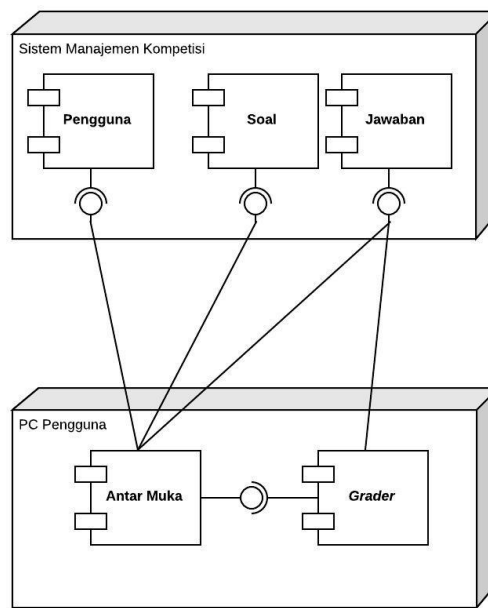 Sistem Manajemen Kompetisi
Pengguna
Soal
Jawaban
PC Pengguna
Antar Muka
Grader